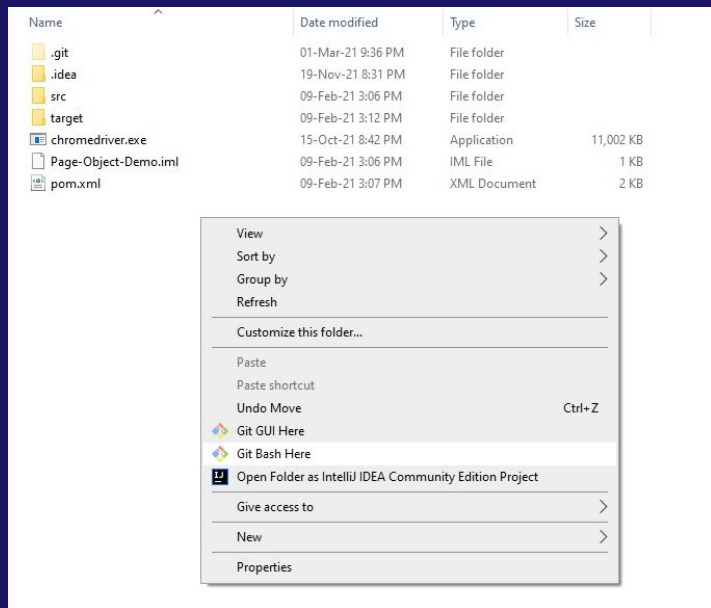 Name Date modified Type Size
.git 01-Mar-21 9:36 PM File folder
.idea 19-Nov-21 8:31 PM File folder
src 09-Feb-21 3:06 PM File folder
target 09-Feb-21 3:12 PM File folder
chromedriver.exe 15-Oct-21 8:42 PM Application 11,002 KB
Page-Object-Demo.iml 09-Feb-21 3:06 PM IML File 1 KB
pom.xml 09-Feb-21 3:07 PM XML Document 2 KB
View
Sort by
Group by
Refresh
Customize this folder...
Paste
Paste shortcut
Undo Move Ctrl+Z
Git GUI Here
Git Bash Here
IJ Open Folder as IntelliJ IDEA Community Edition Project
Give access to
New
Properties